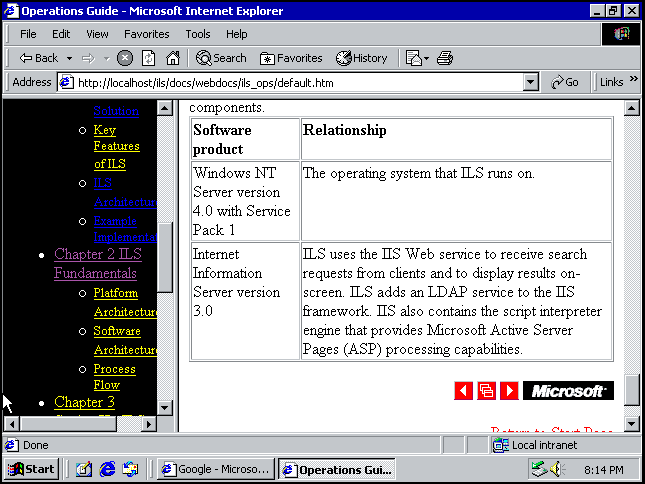 Operations Guide - Microsoft Internet Explorer
File Edit View Favorites Tools Help
Back Search Favorites History
Address http://localhost/ils/docs/webdocs/ils_ops/default.htm Go Links »
Solution
Key
Features
of ILS
ILS
Architecture
Example
Implementat
Chapter 2 ILS
Fundamentals
Platform
Architecture
Software
Architecture
Process
Flow
Chapter 3
components.
Software
product
Relationship
Windows NT
Server version
4.0 with Service
Pack 1
The operating system that ILS runs on.
Internet
Information
Server version
3.0
ILS uses the IIS Web service to receive search
requests from clients and to display results on-
screen. ILS adds an LDAP service to the IIS
framework. IIS also contains the script interpreter
engine that provides Microsoft Active Server
Pages (ASP) processing capabilities.
Microsoft
Return to Start Page
Done Local intranet
Start Google - Microso... Operations Gui... 8:14 PM